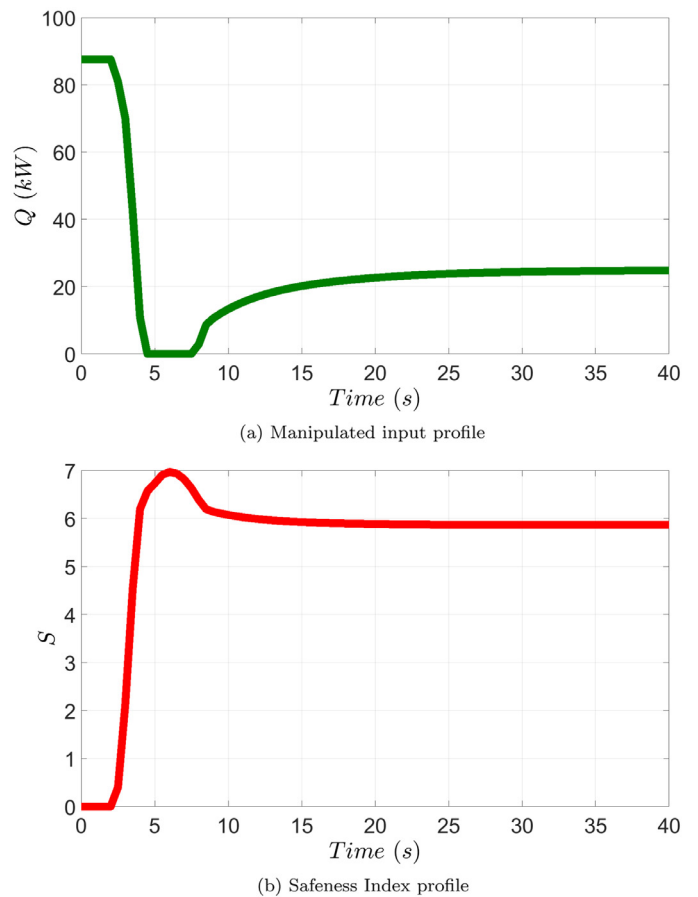 100
80
60
40
20
0
Q (kW)
0 5 10 15 20 25 30 35 40
Time (s)
(a) Manipulated input profile
7
6
5
4
3
2
1
0
S
0 5 10 15 20 25 30 35 40
Time (s)
(b) Safeness Index profile